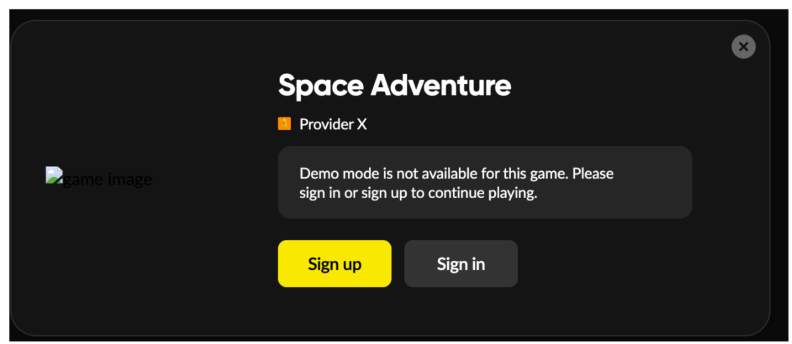 Space Adventure
Provider X
game image
Demo mode is not available for this game. Please
sign in or sign up to continue playing.
Sign up
Sign in